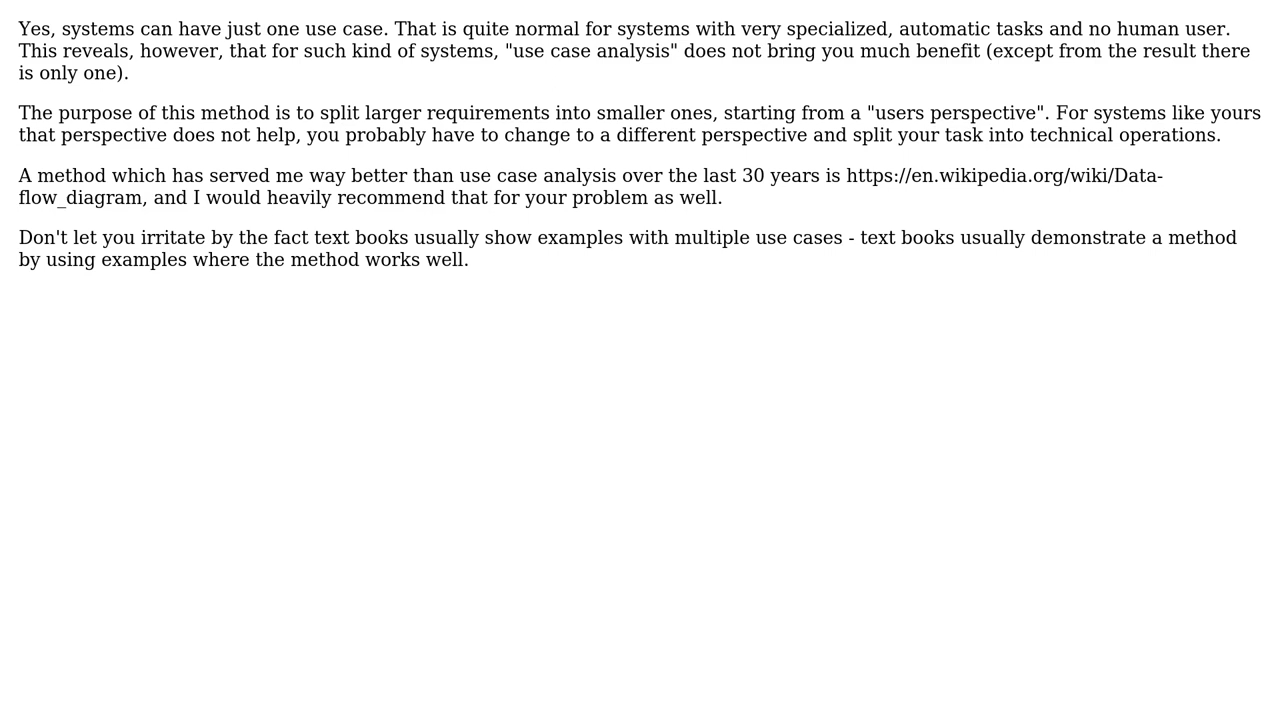 Yes, systems can have just one use case. That is quite normal for systems with very specialized, automatic tasks and no human user.
This reveals, however, that for such kind of systems, "use case analysis" does not bring you much benefit (except from the result there
is only one).
The purpose of this method is to split larger requirements into smaller ones, starting from a "users perspective". For systems like yours
that perspective does not help, you probably have to change to a different perspective and split your task into technical operations.
A method which has served me way better than use case analysis over the last 30 years is https://en.wikipedia.org/wiki/Data-
flow_diagram, and I would heavily recommend that for your problem as well.
Don't let you irritate by the fact text books usually show examples with multiple use cases - text books usually demonstrate a method
by using examples where the method works well.